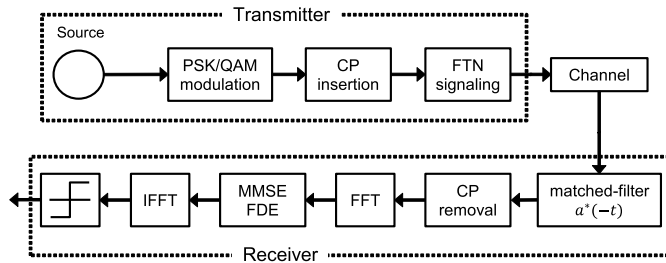 Transmitter
Source
PSK/QAM
modulation
CP
insertion
FTN
signaling
Channel
IFFT
MMSE
FDE
FFT
CP
removal
matched-filter
a*(−t)
Receiver